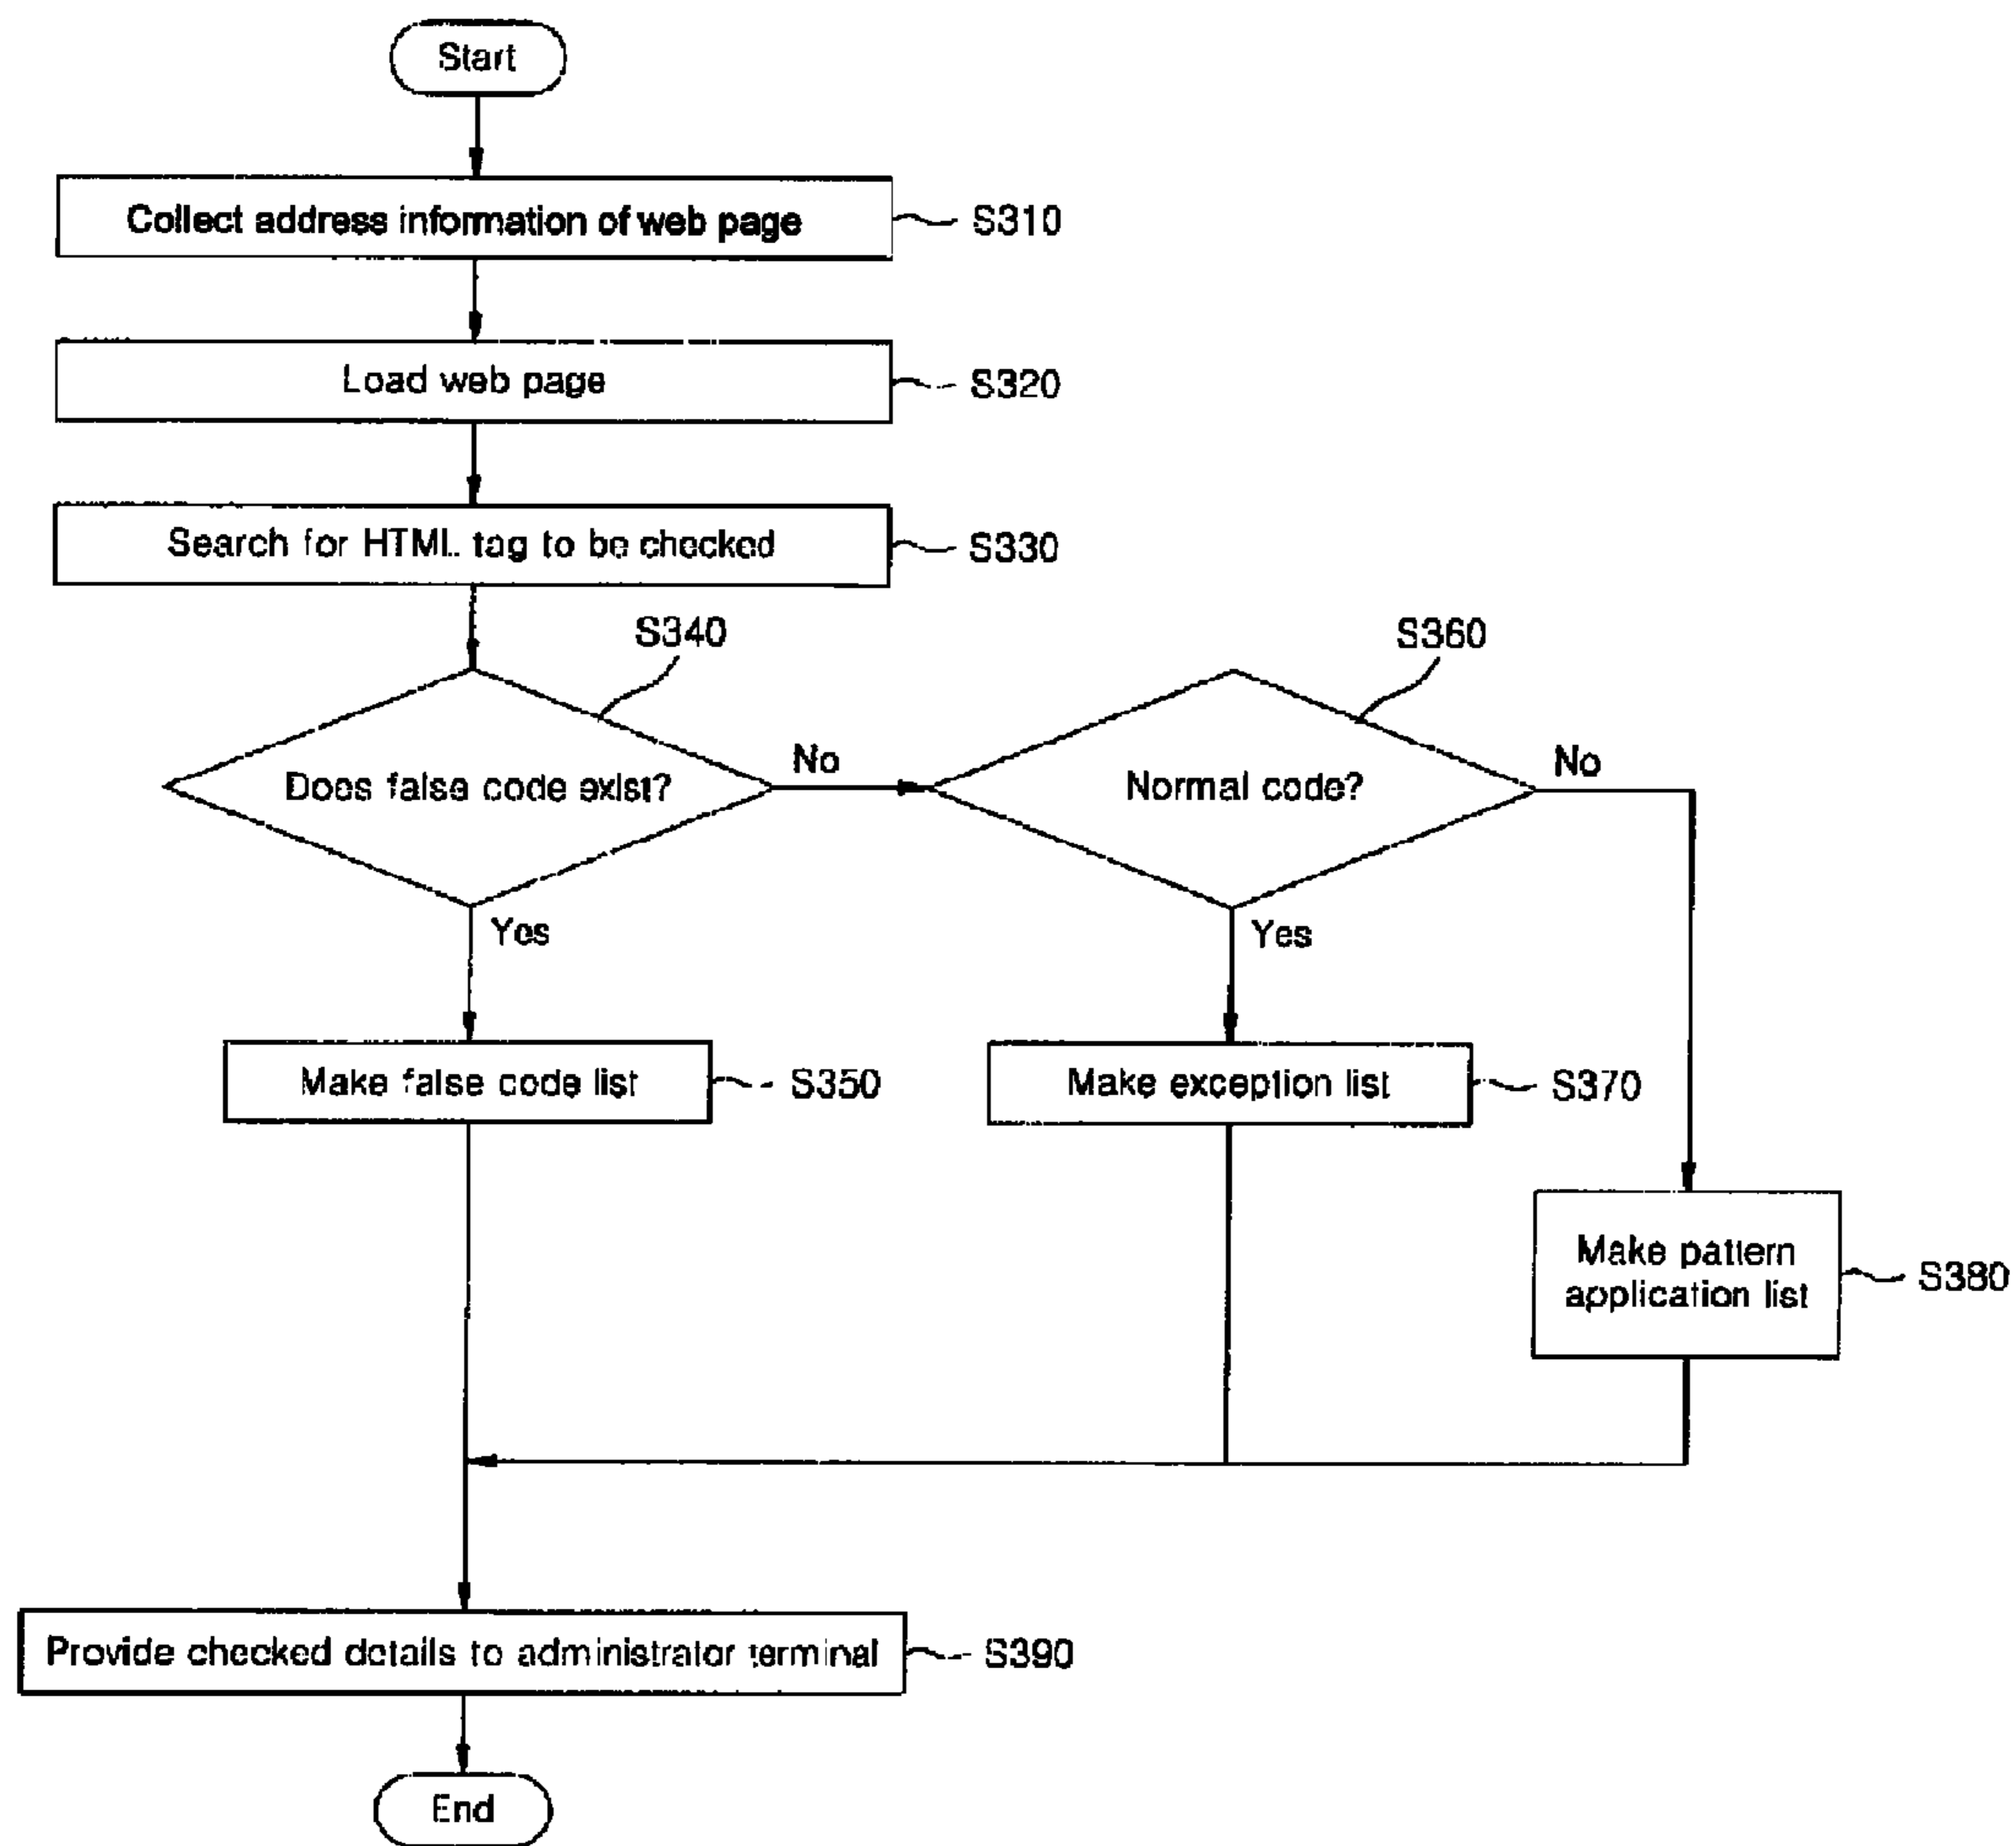 Start
Collect address information of web page
S310
Load web page
S320
Search for HTML tag to be checked
S330
S340
S360
Does false code exist?
No
Normal code?
No
Yes
Yes
Make false code list
S350
Make exception list
S370
Make pattern
application list
S380
Provide checked details to administrator terminal
S390
End